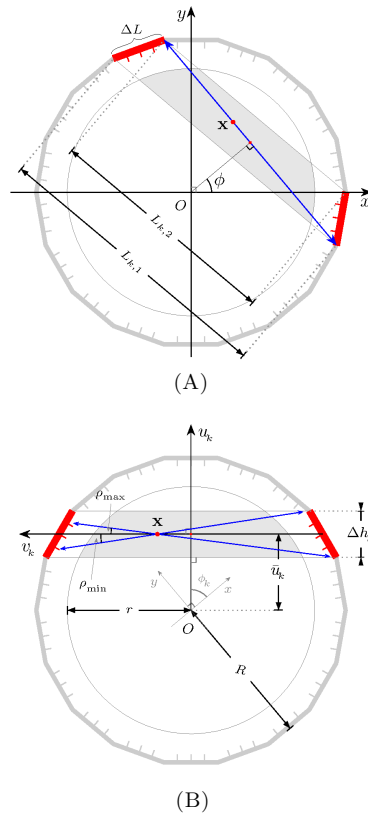 y
ΔL
x
ϕ
x
O
L_{k,2}
L_{k,1}
(A)
u_k
ρ_max
x
Δh
v_k
ρ_min
ū_k
y
ϕ_k
x
r
O
R
(B)